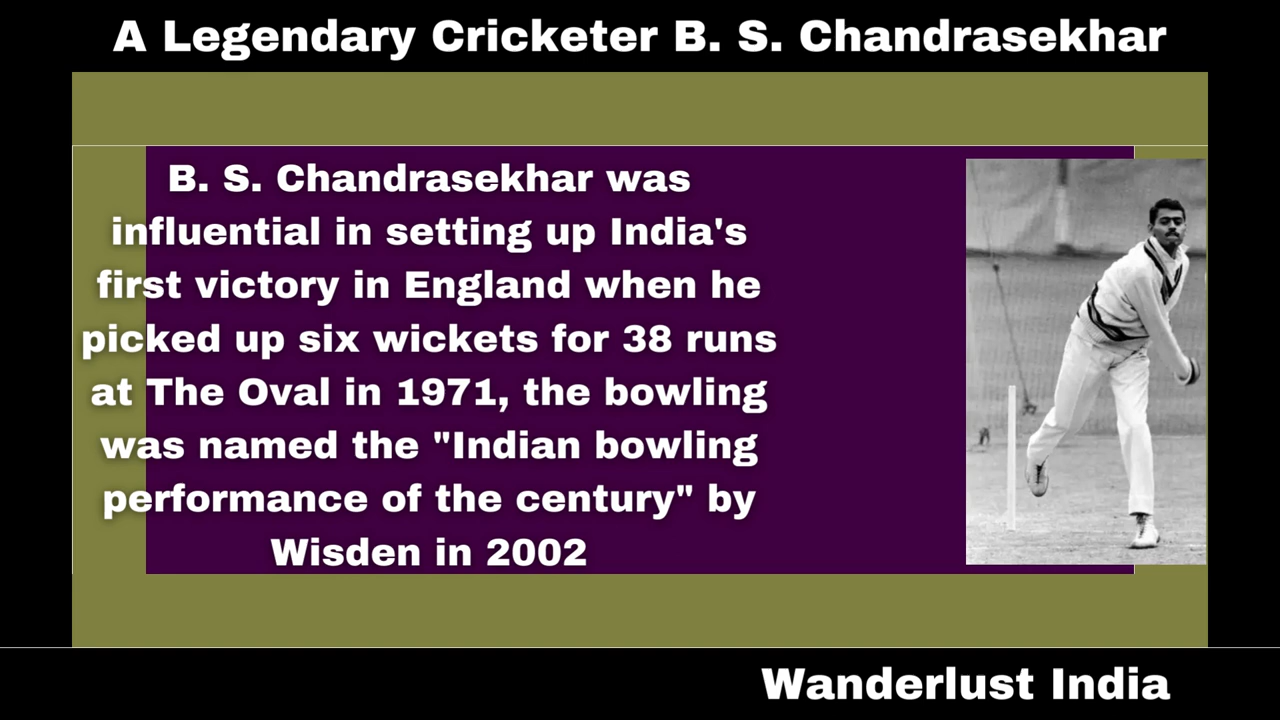 A Legendary Cricketer B. S. Chandrasekhar
B. S. Chandrasekhar was
influential in setting up India's
first victory in England when he
picked up six wickets for 38 runs
at The Oval in 1971, the bowling
was named the "Indian bowling
performance of the century" by
Wisden in 2002
Wanderlust India